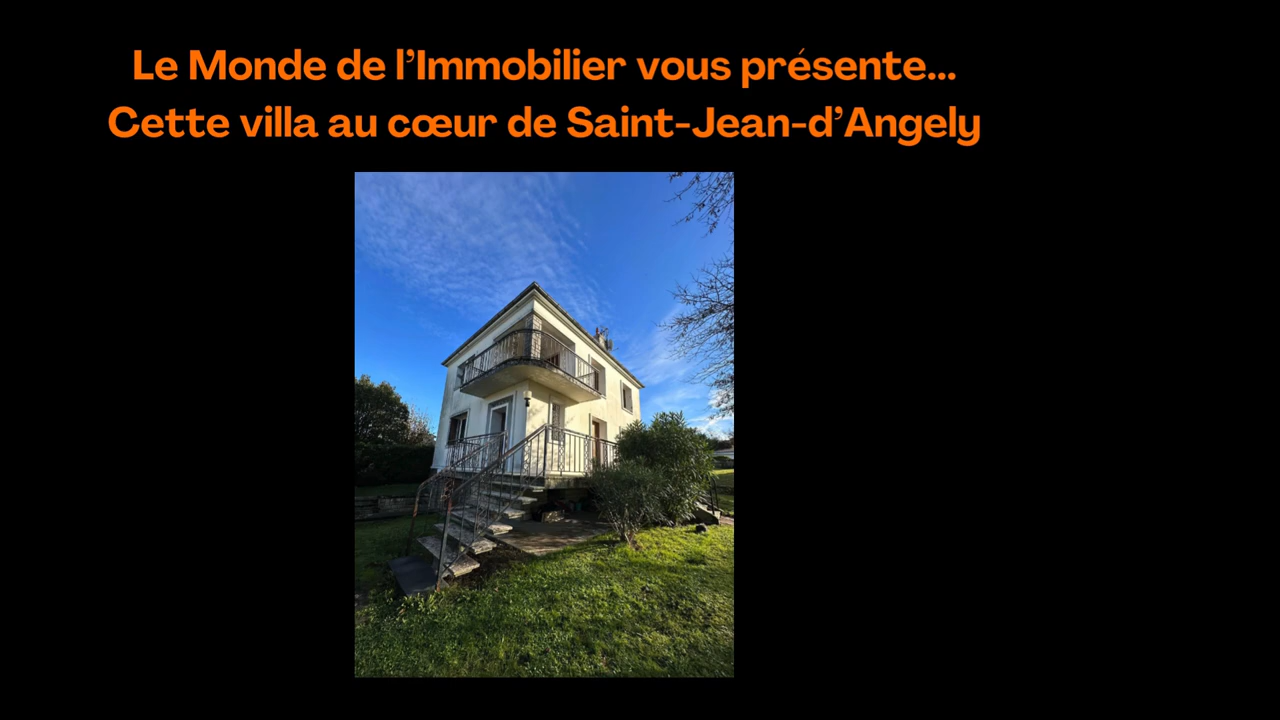 Le Monde de l’Immobilier vous présente...
Cette villa au cœur de Saint-Jean-d’Angely